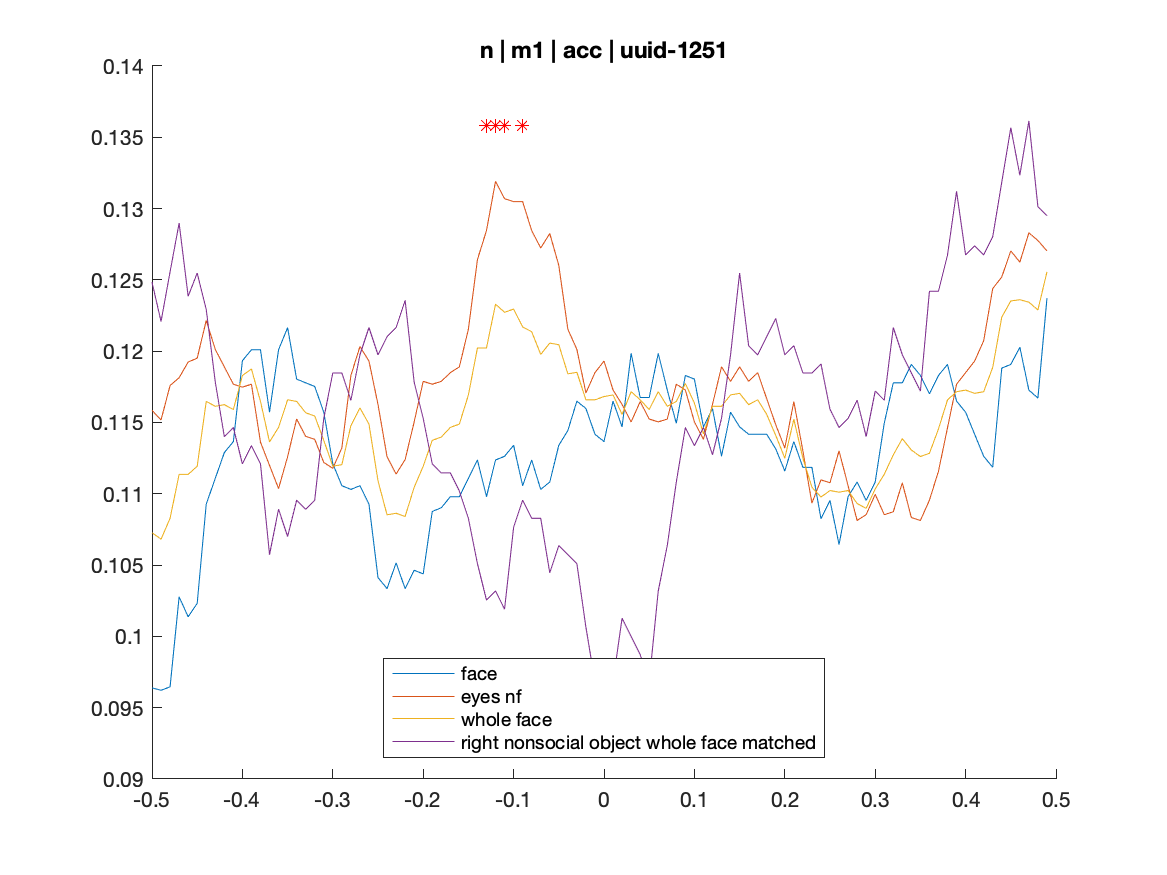 n | m1 | acc | uuid-1251
0.14
0.135
0.13
0.125
0.12
0.115
0.11
0.105
0.1
0.095
0.09
face
eyes nf
whole face
right nonsocial object whole face matched
-0.5 -0.4 -0.3 -0.2 -0.1 0 0.1 0.2 0.3 0.4 0.5